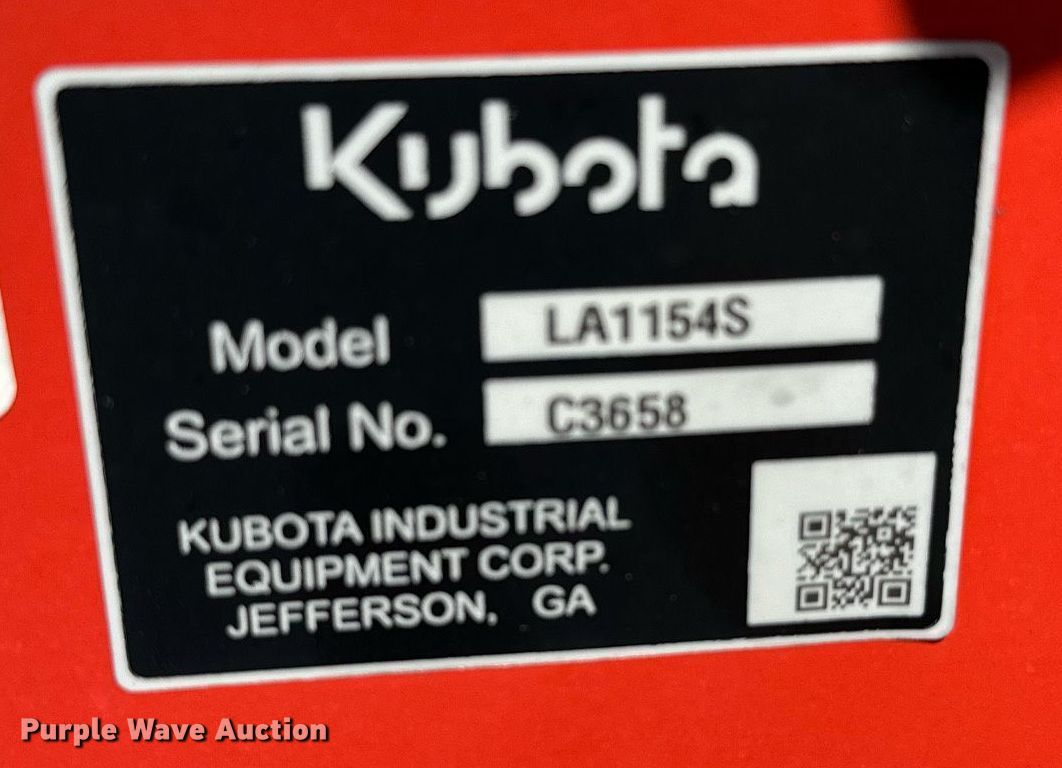 Kubota
Model LA1154S
Serial No. C3658
KUBOTA INDUSTRIAL
EQUIPMENT CORP.
JEFFERSON, GA
Purple Wave Auction